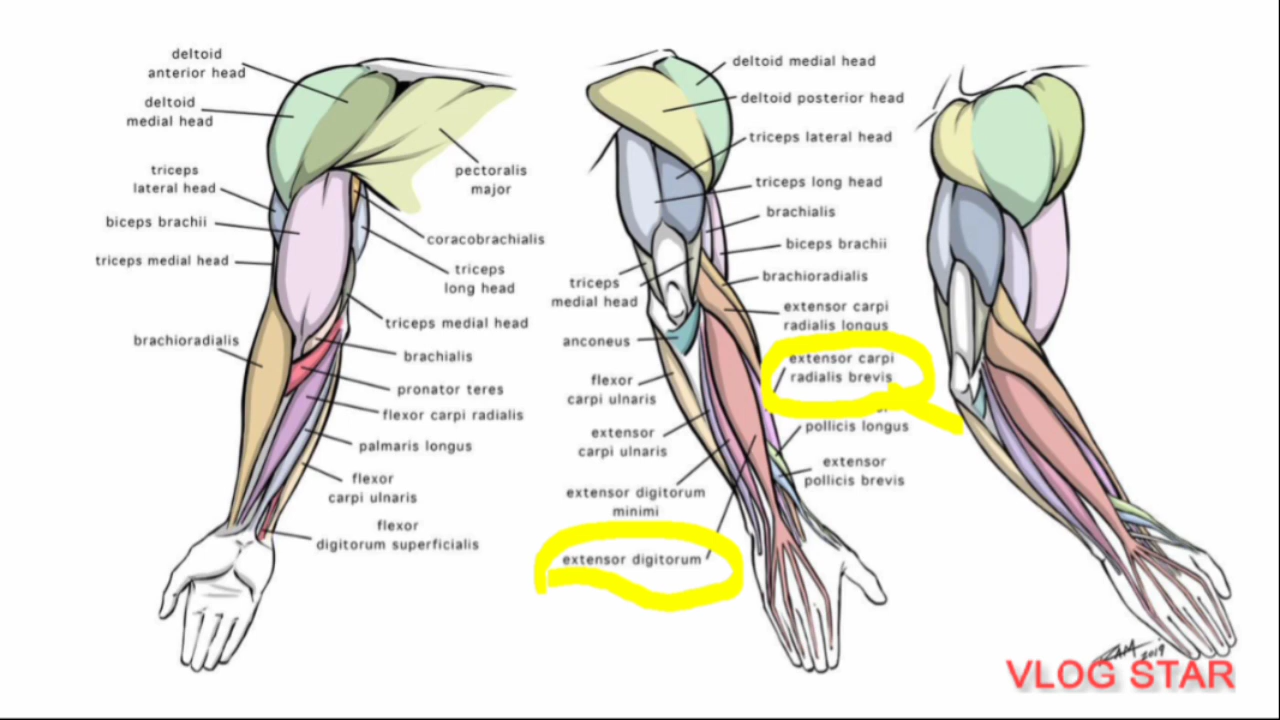 deltoid
anterior head
deltoid
medial head
triceps
lateral head
biceps brachii
triceps medial head
brachioradialis
pectoralis
major
coracobrachialis
triceps
long head
triceps medial head
brachialis
pronator teres
flexor carpi radialis
palmaris longus
flexor
carpi ulnaris
flexor
digitorum superficialis
deltoid medial head
deltoid posterior head
triceps lateral head
triceps long head
brachialis
biceps brachii
brachioradialis
extensor carpi
radialis longus
extensor carpi
radialis brevis
pollicis longus
extensor
pollicis brevis
triceps
medial head
anconeus
flexor
carpi ulnaris
extensor
carpi ulnaris
extensor digitorum
minimi
extensor digitorum
2019
VLOG STAR